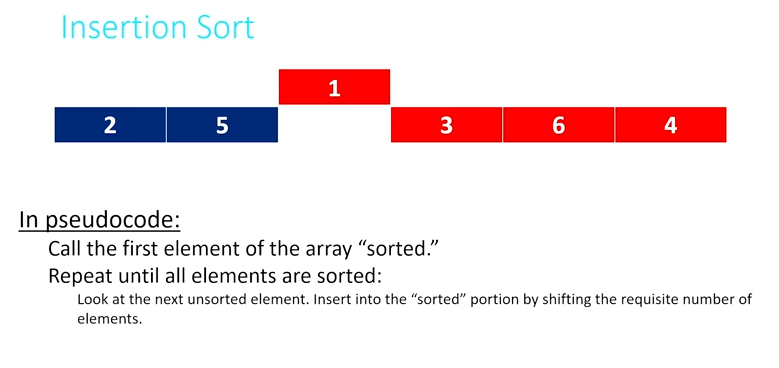 Insertion Sort
1
2 5 3 6 4
In pseudocode:
Call the first element of the array “sorted.”
Repeat until all elements are sorted:
Look at the next unsorted element. Insert into the “sorted” portion by shifting the requisite number of
elements.